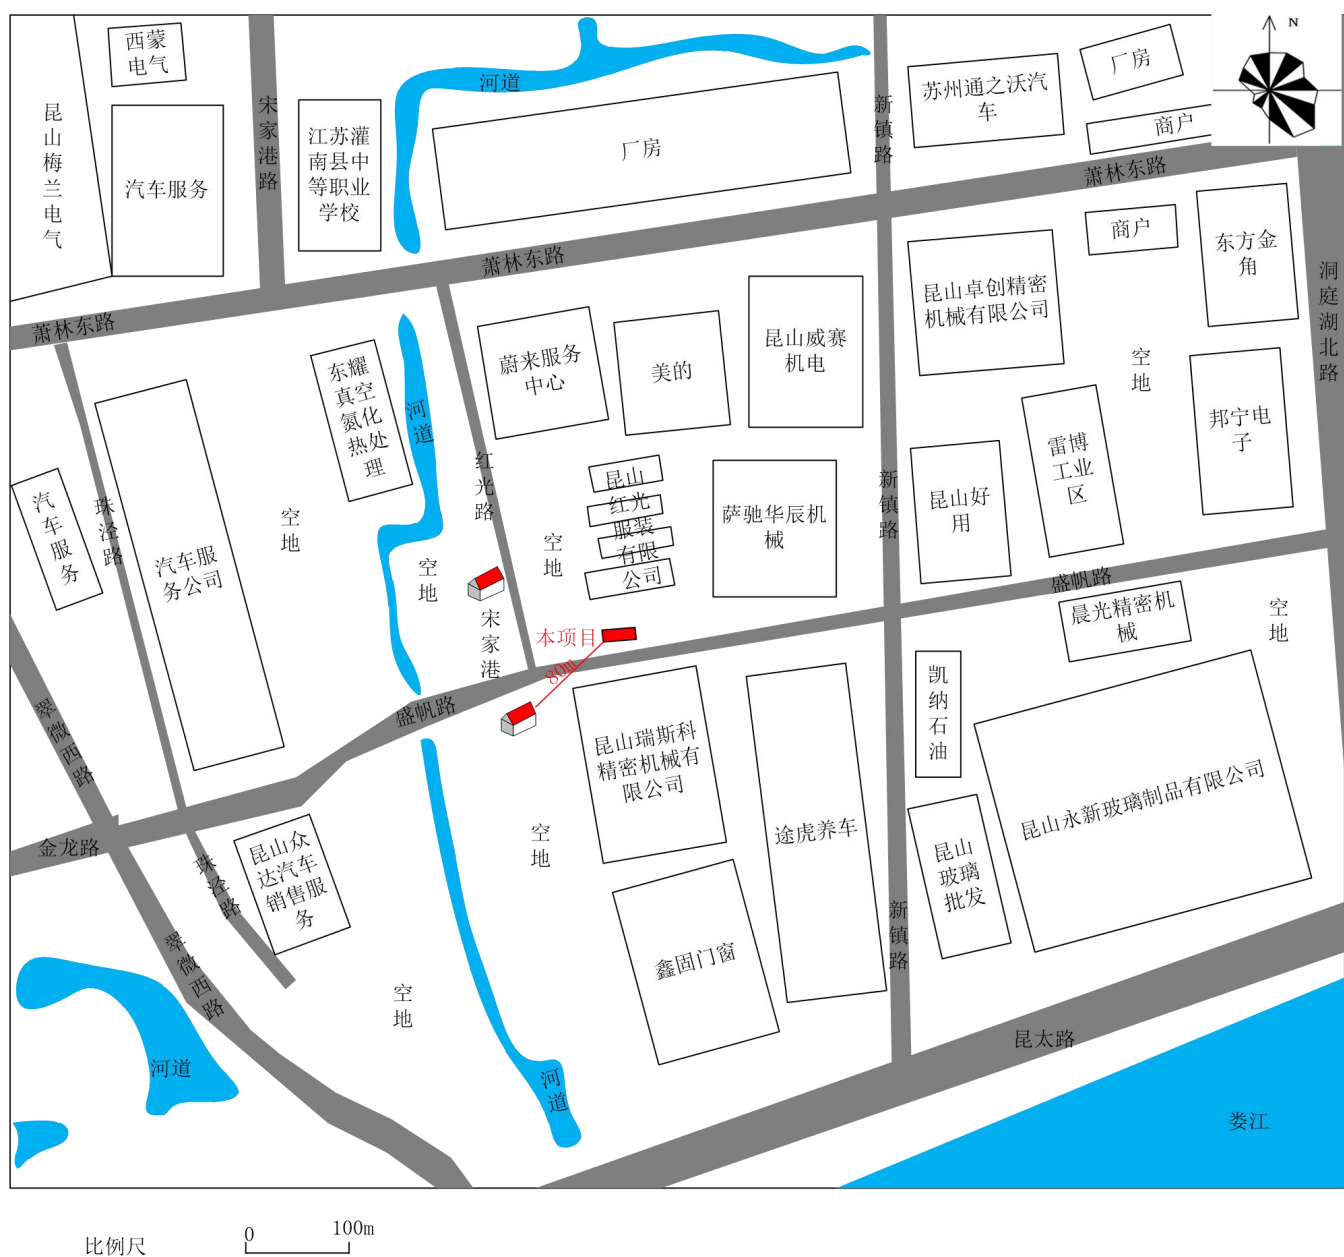 N
西蒙
电气
昆山梅兰电气
汽车服务
宋家港路
江苏灌
南县中
等职业
学校
河道
厂房
新镇路
苏州通之沃汽
车
厂房
商户
萧林东路
萧林东路
萧林东路
商户
东方金
角
洞庭湖北路
昆山卓创精密
机械有限公司
空地
邦宁电
子
雷博
工业
区
昆山好
用
新镇路
昆山威赛
机电
美的
蔚来服务
中心
东耀
真空
氮化
热处
理
河道
红光路
昆山
红光
服装
有限
公司
萨驰华辰机
械
空地
空地
空地
珠泾路
汽车服务
汽车服
务公司
宋家港
本项目
80m
盛帆路
盛帆路
晨光精密机
械
空地
凯纳石油
昆山永新玻璃制品有限公司
昆山
玻璃
批发
昆山瑞斯科
精密机械有
限公司
途虎养车
空地
鑫固门窗
新镇路
翠微西路
金龙路
珠泾路
昆山众
达汽车
销售服
务
翠微西路
空地
河道
河道
昆太路
娄江
比例尺
0
100m